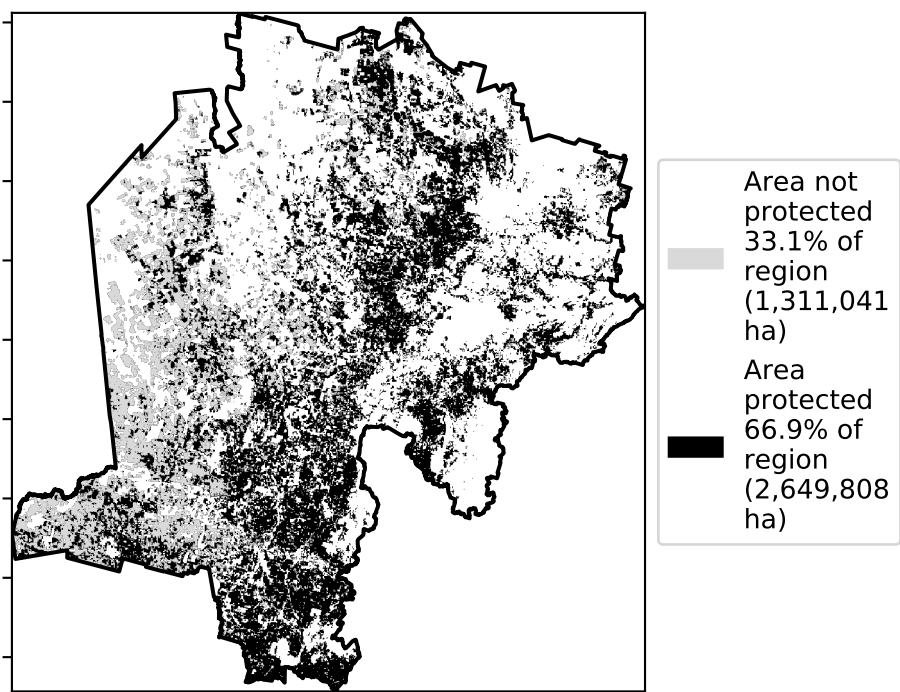 Area not
protected
33.1% of
region
(1,311,041
ha)
Area
protected
66.9% of
region
(2,649,808
ha)